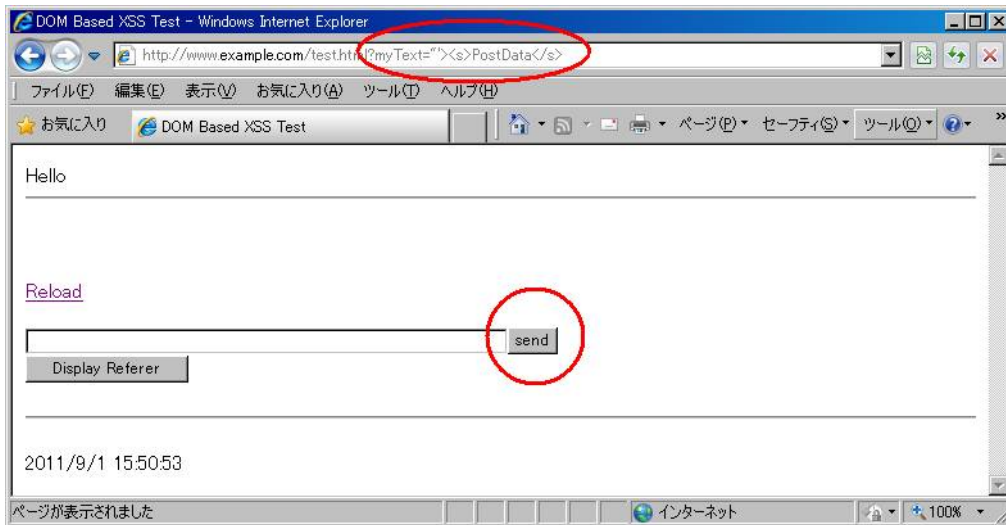 DOM Based XSS Test - Windows Internet Explorer
http://www.example.com/test.html?myText="'><s>PostData</s>
ファイル(F) 編集(E) 表示(V) お気に入り(A) ツール(T) ヘルプ(H)
お気に入り DOM Based XSS Test ページ(P) セーフティ(S) ツール(O) »
Hello
Reload
send
Display Referer
2011/9/1 15:50:53
ページが表示されました インターネット 100%